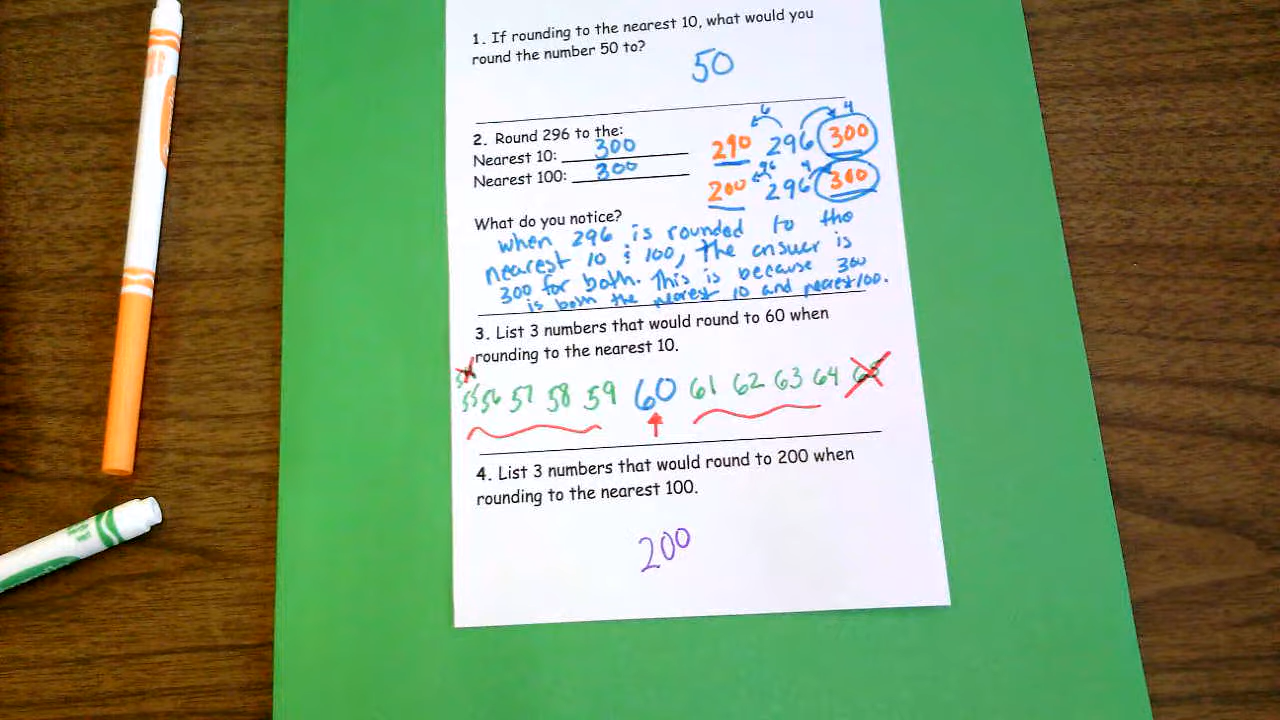 1. If rounding to the nearest 10, what would you
round the number 50 to?
50
2. Round 296 to the:
Nearest 10: 300
Nearest 100: 300
6 4
290 296 300
96 4
200 296 300
What do you notice?
when 296 is rounded to the
nearest 10 & 100, The answer is
300 for both. This is because 300
is both the nearest 10 and nearest 100.
3. List 3 numbers that would round to 60 when
rounding to the nearest 10.
55 56 57 58 59 60 61 62 63 64 65
4. List 3 numbers that would round to 200 when
rounding to the nearest 100.
200